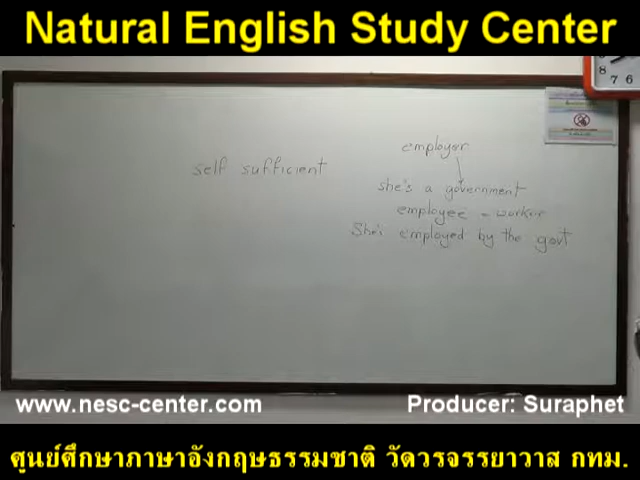 Natural English Study Center
8
7 6
employer
self sufficient
she's a government
employee = worker
She's employed by the govt
www.nesc-center.com
Producer: Suraphet
ศูนย์ศึกษาภาษาอังกฤษธรรมชาติ วัดวรจรรยาวาส กทม.